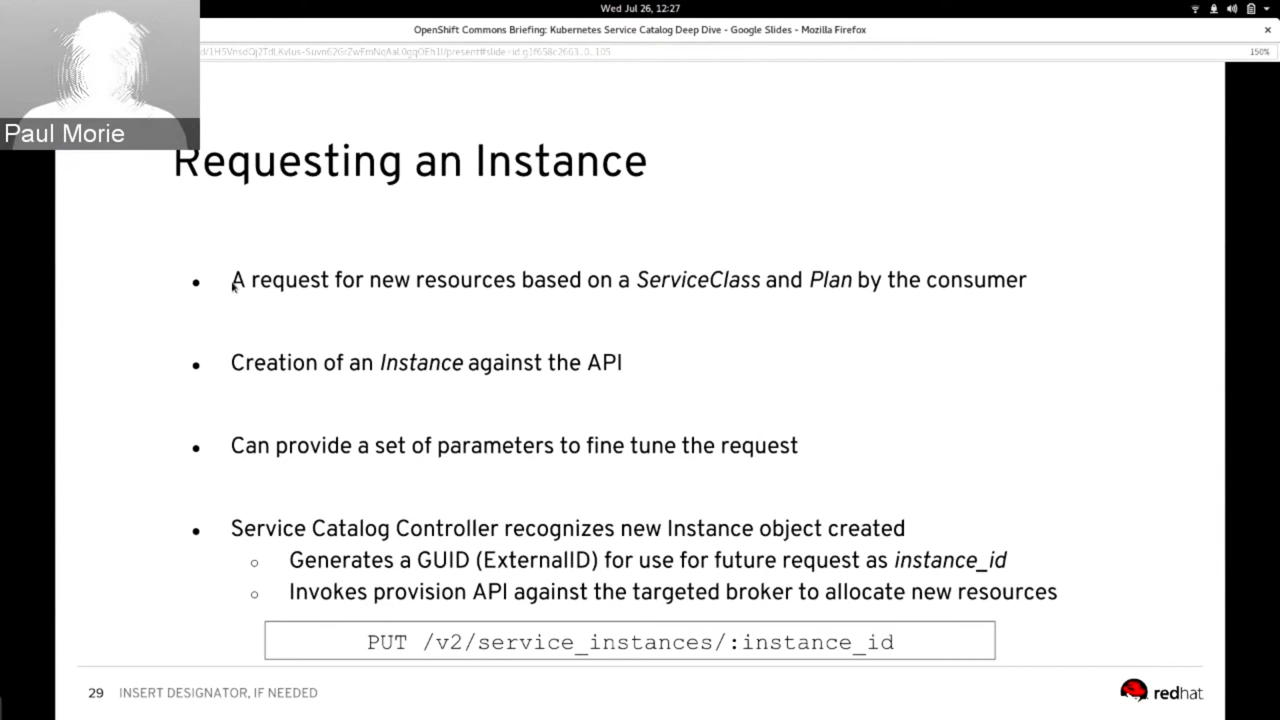 Wed Jul 26, 12:27
OpenShift Commons Briefing: Kubernetes Service Catalog Deep Dive - Google Slides - Mozilla Firefox
150%
Paul Morie
Requesting an Instance
• A request for new resources based on a ServiceClass and Plan by the consumer
• Creation of an Instance against the API
• Can provide a set of parameters to fine tune the request
• Service Catalog Controller recognizes new Instance object created
○ Generates a GUID (ExternalID) for use for future request as instance_id
○ Invokes provision API against the targeted broker to allocate new resources
PUT /v2/service_instances/:instance_id
29 INSERT DESIGNATOR, IF NEEDED
redhat